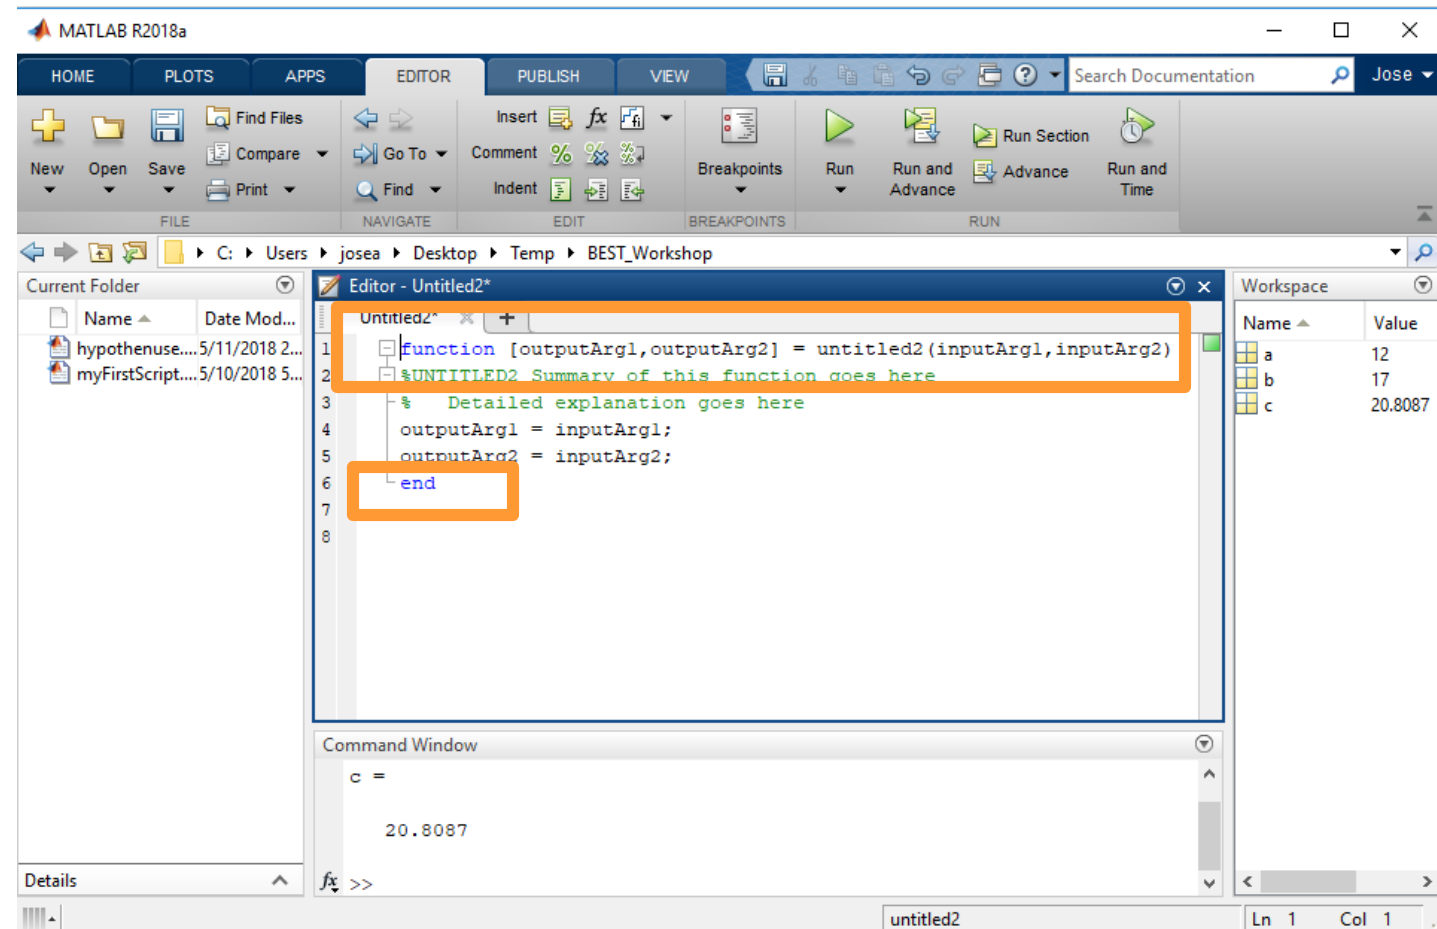 MATLAB R2018a
HOME PLOTS APPS EDITOR PUBLISH VIEW Search Documentation Jose
New Open Save Find Files Compare Print
FILE
Go To Find
NAVIGATE
Insert fx fi
Comment
Indent
EDIT
Breakpoints
BREAKPOINTS
Run Run and Advance Run Section Advance Run and Time
RUN
C: Users josea Desktop Temp BEST_Workshop
Current Folder
Name Date Mod...
hypothenuse.... 5/11/2018 2...
myFirstScript.... 5/10/2018 5...
Details
Editor - Untitled2*
Untitled2* +
1 function [outputArg1,outputArg2] = untitled2(inputArg1,inputArg2)
2 %UNTITLED2 Summary of this function goes here
3 % Detailed explanation goes here
4 outputArg1 = inputArg1;
5 outputArg2 = inputArg2;
6 end
7
8
Command Window
c =
20.8087
fx >>
Workspace
Name Value
a 12
b 17
c 20.8087
untitled2 Ln 1 Col 1